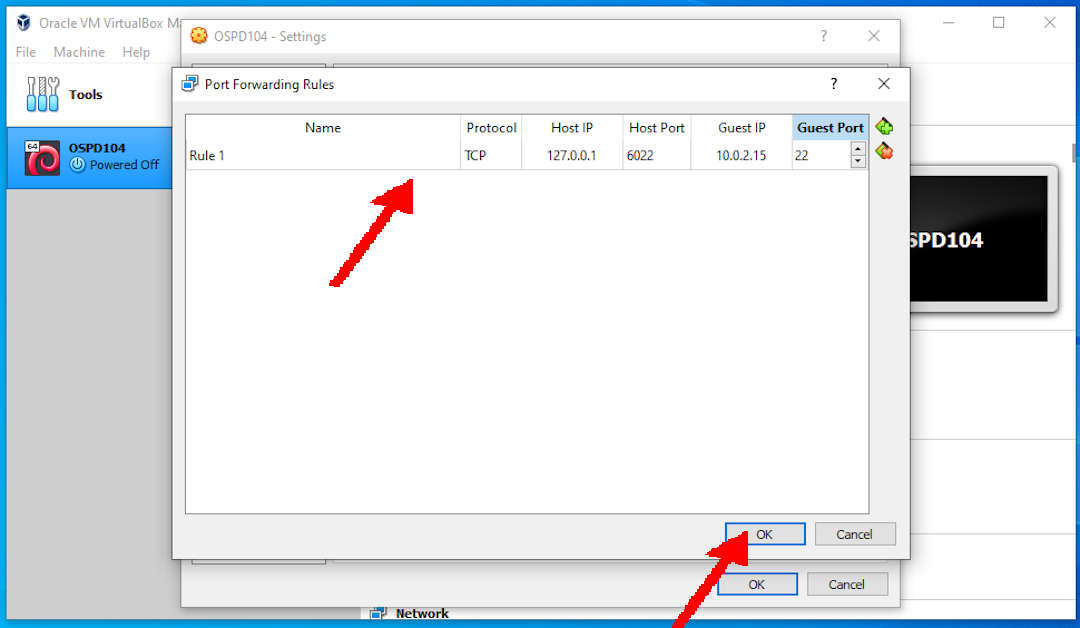 Oracle VM VirtualBox Ma
File Machine Help
Tools
64
OSPD104
Powered Off
OSPD104 - Settings
?
Port Forwarding Rules
?
Name Protocol Host IP Host Port Guest IP Guest Port
Rule 1 TCP 127.0.0.1 6022 10.0.2.15 22
OK Cancel
OK Cancel
SPD104
Network